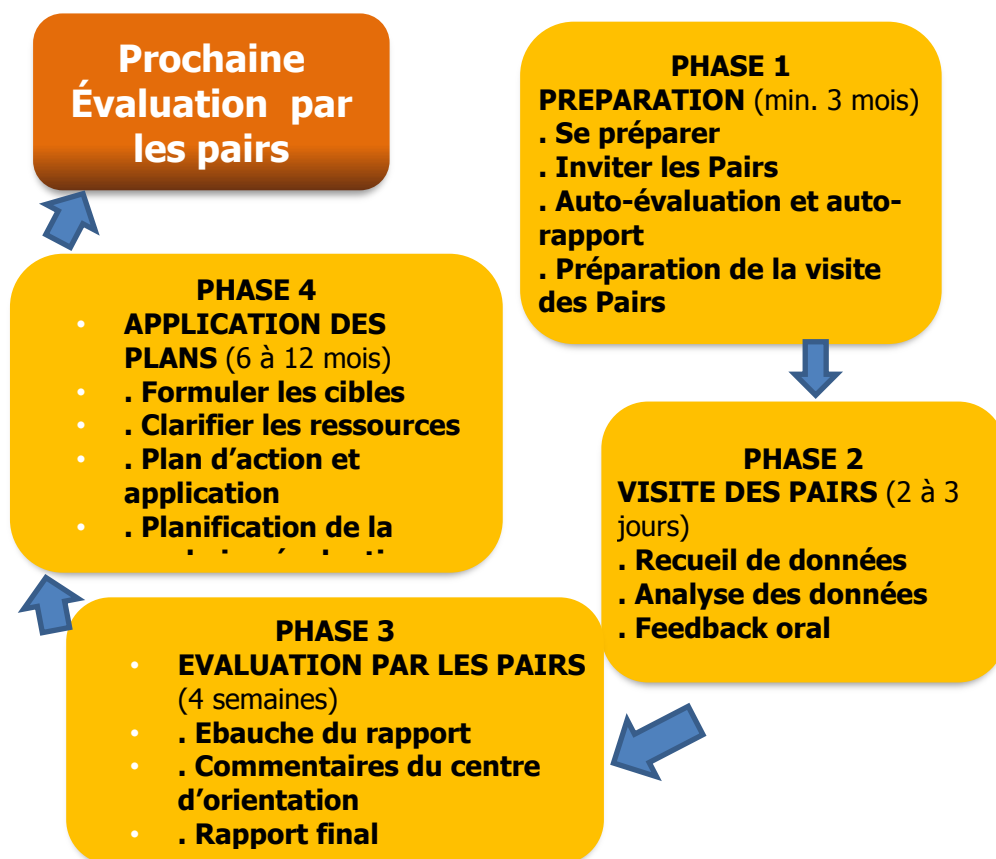 Prochaine
Évaluation par
les pairs
PHASE 1
PREPARATION (min. 3 mois)
. Se préparer
. Inviter les Pairs
. Auto-évaluation et auto-
rapport
. Préparation de la visite
des Pairs
PHASE 2
VISITE DES PAIRS (2 à 3
jours)
. Recueil de données
. Analyse des données
. Feedback oral
PHASE 3
• EVALUATION PAR LES PAIRS
(4 semaines)
• . Ebauche du rapport
• . Commentaires du centre
d'orientation
• . Rapport final
PHASE 4
• APPLICATION DES
PLANS (6 à 12 mois)
• . Formuler les cibles
• . Clarifier les ressources
• . Plan d’action et
application
• . Planification de la